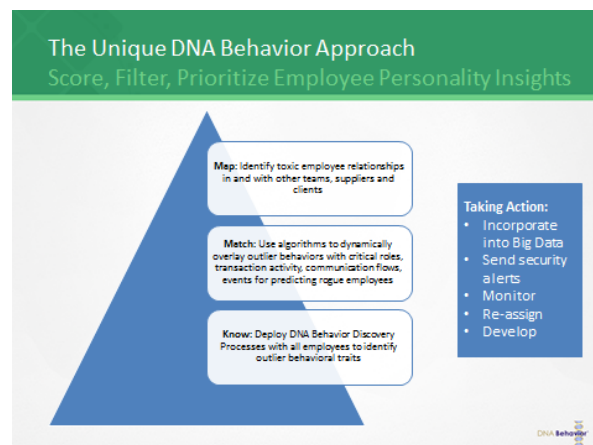 The Unique DNA Behavior Approach
Score, Filter, Prioritize Employee Personality Insights
Map: Identify toxic employee relationships
in and with other teams, suppliers and
clients
Match: Use algorithms to dynamically
overlay outlier behaviors with critical roles,
transaction activity, communication flows,
events for predicting rogue employees
Know: Deploy DNA Behavior Discovery
Processes with all employees to identify
outlier behavioral traits
Taking Action:
• Incorporate
into Big Data
• Send security
alerts
• Monitor
• Re-assign
• Develop
DNA Behavior